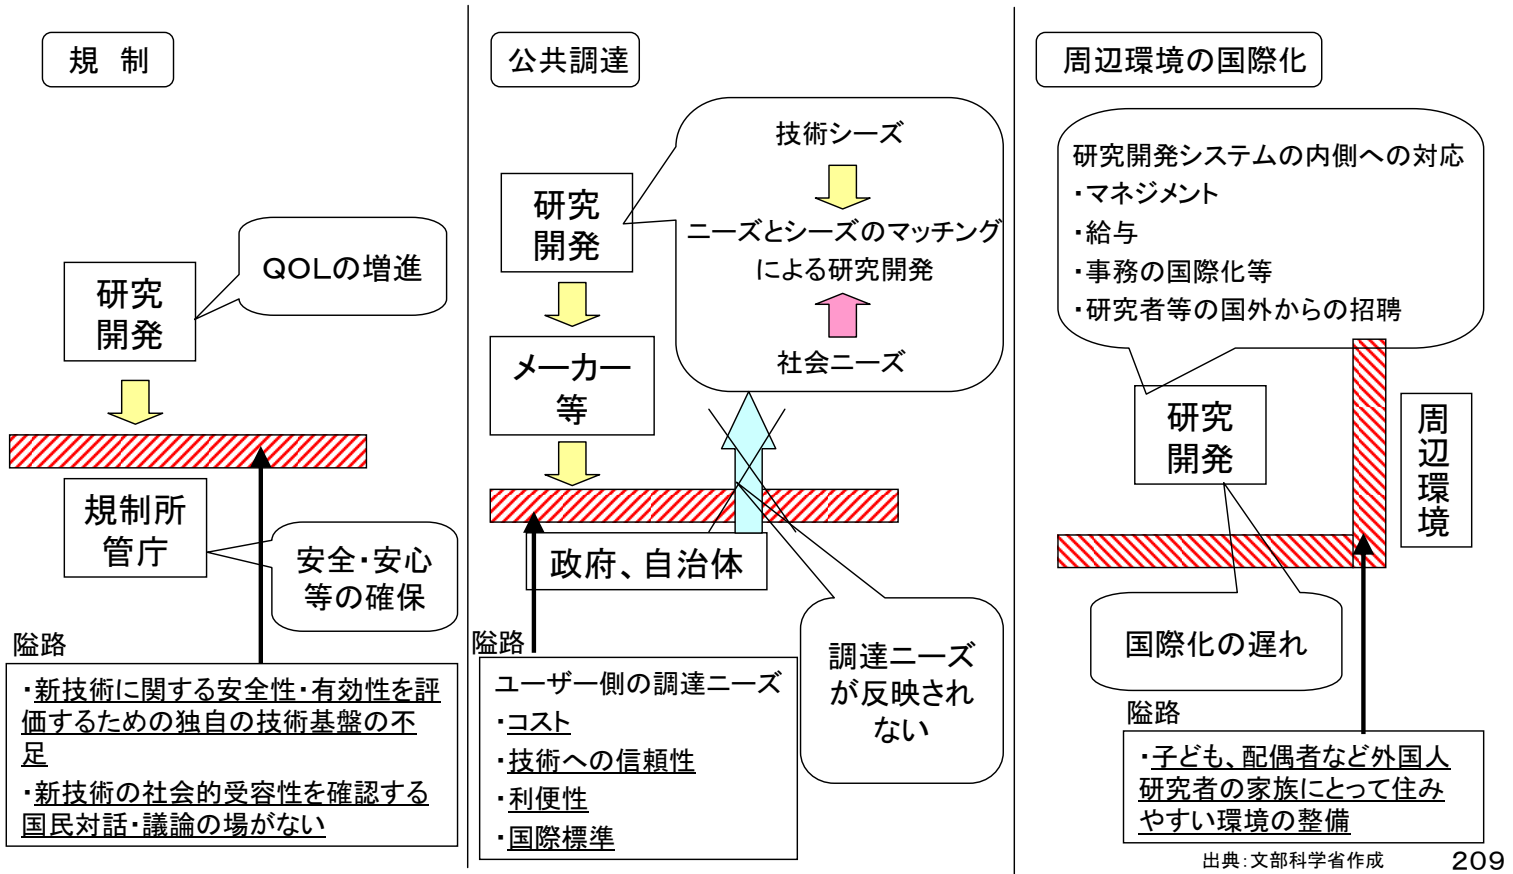 規 制
QOLの増進
研究
開発
規制所
管庁
安全・安心
等の確保
隘路
・新技術に関する安全性・有効性を評
価するための独自の技術基盤の不
足
・新技術の社会的受容性を確認する
国民対話・議論の場がない
公共調達
技術シーズ
研究
開発
ニーズとシーズのマッチング
による研究開発
社会ニーズ
メーカー
等
政府、自治体
調達ニーズ
が反映され
ない
隘路
ユーザー側の調達ニーズ
・コスト
・技術への信頼性
・利便性
・国際標準
周辺環境の国際化
研究開発システムの内側への対応
・マネジメント
・給与
・事務の国際化等
・研究者等の国外からの招聘
研究
開発
周
辺
環
境
国際化の遅れ
隘路
・子ども、配偶者など外国人
研究者の家族にとって住み
やすい環境の整備
出典：文部科学省作成
209